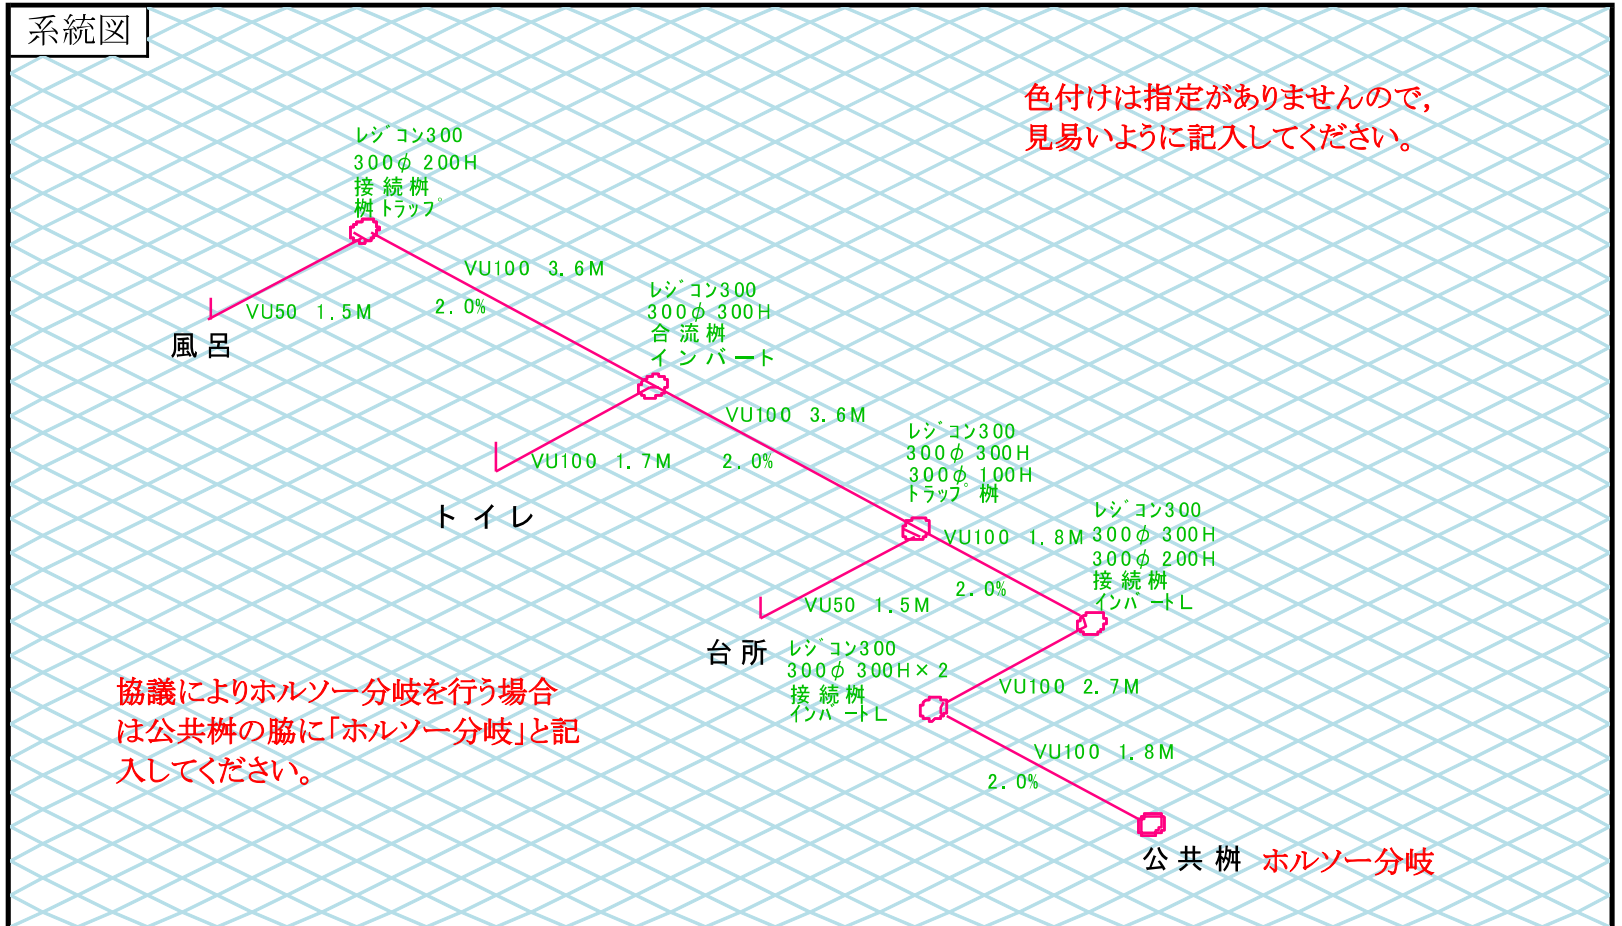 系統図
色付けは指定がありませんので,
見易いように記入してください。
レジコン300
300φ 200H
接続桝
桝トラップ
VU100 3.6M
2.0%
VU50 1.5M
風呂
レジコン300
300φ 300H
合流桝
インバート
VU100 3.6M
2.0%
VU100 1.7M
トイレ
レジコン300
300φ 300H
300φ 100H
トラップ桝
VU100 1.8M
2.0%
VU50 1.5M
台所
レジコン300
300φ 300H
300φ 200H
接続桝
インバートL
レジコン300
300φ 300H×2
接続桝
インバートL
VU100 2.7M
VU100 1.8M
2.0%
協議によりホルソー分岐を行う場合
は公共桝の脇に「ホルソー分岐」と記
入してください。
公共桝 ホルソー分岐